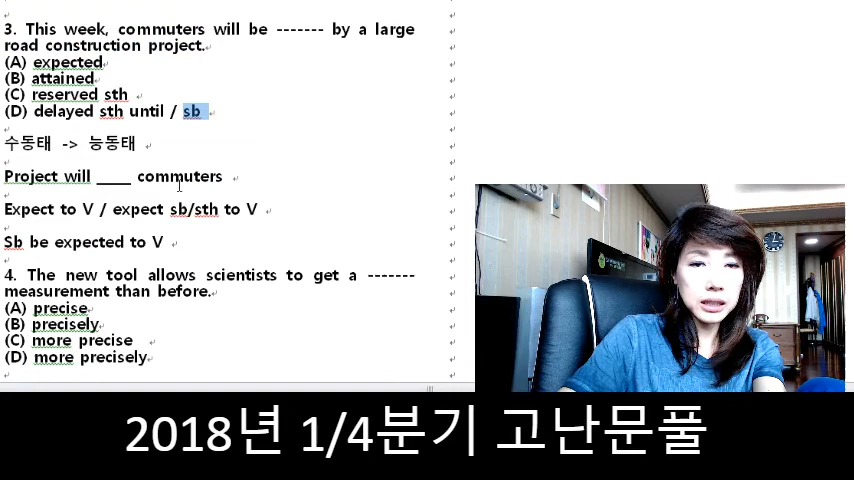 3. This week, commuters will be ------- by a large
road construction project.
(A) expected
(B) attained
(C) reserved sth
(D) delayed sth until / sb
수동태 -> 능동태
Project will ____ commuters
Expect to V / expect sb/sth to V
Sb be expected to V
4. The new tool allows scientists to get a -------
measurement than before.
(A) precise
(B) precisely
(C) more precise
(D) more precisely
2018년 1/4분기 고난문풀